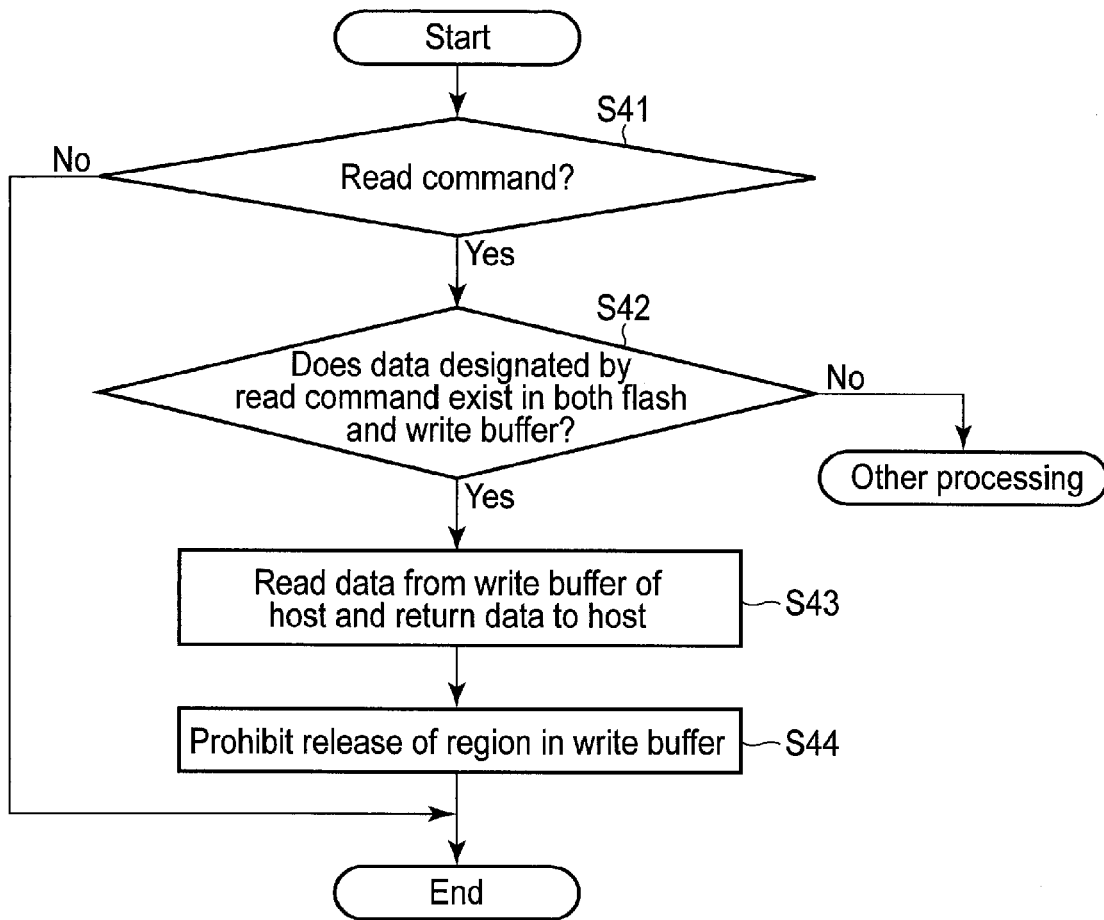 Start
S41
No
Read command?
Yes
S42
Does data designated by
read command exist in both flash
and write buffer?
No
Other processing
Yes
Read data from write buffer of
host and return data to host
S43
Prohibit release of region in write buffer
S44
End